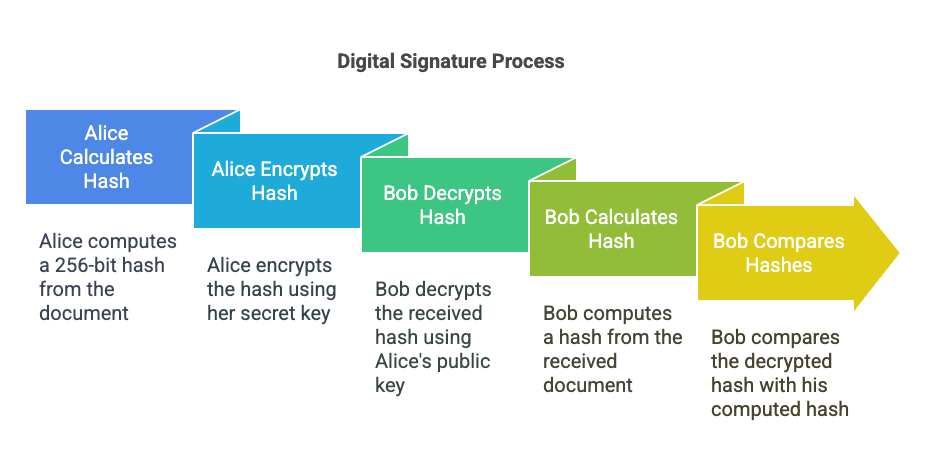 Digital Signature Process
Alice
Calculates
Hash
Alice computes
a 256-bit hash
from the
document
Alice Encrypts
Hash
Alice encrypts
the hash using
her secret key
Bob Decrypts
Hash
Bob decrypts
the received
hash using
Alice's public
key
Bob Calculates
Hash
Bob computes
a hash from the
received
document
Bob Compares
Hashes
Bob compares
the decrypted
hash with his
computed hash